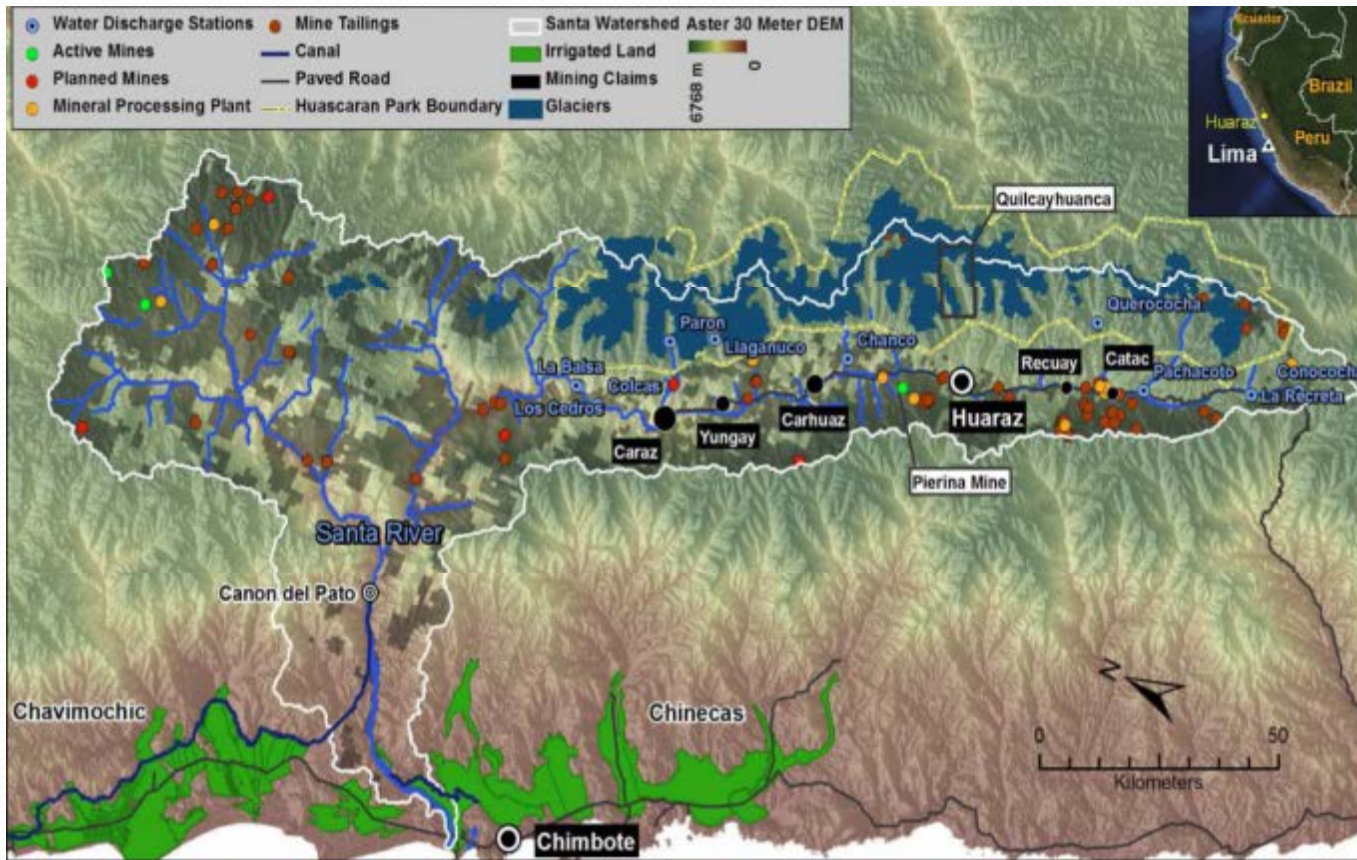 Water Discharge Stations
Mine Tailings
Santa Watershed
Aster 30 Meter DEM
Active Mines
Canal
Irrigated Land
Planned Mines
Paved Road
Mining Claims
Mineral Processing Plant
Huascaran Park Boundary
Glaciers
6768 m
0
Ecuador
Brazil
Huaraz
Peru
Lima
Quilcayhuanca
Querococha
Paron
Llaganuco
Chanco
La Balsa
Colcas
Recuay
Catac
Pachacoto
Conococha
La Recreta
Los Cedros
Caraz
Yungay
Carhuaz
Huaraz
Pierina Mine
Santa River
Canon del Pato
Chavimochic
Chinecas
N
0
50
Kilometers
Chimbote